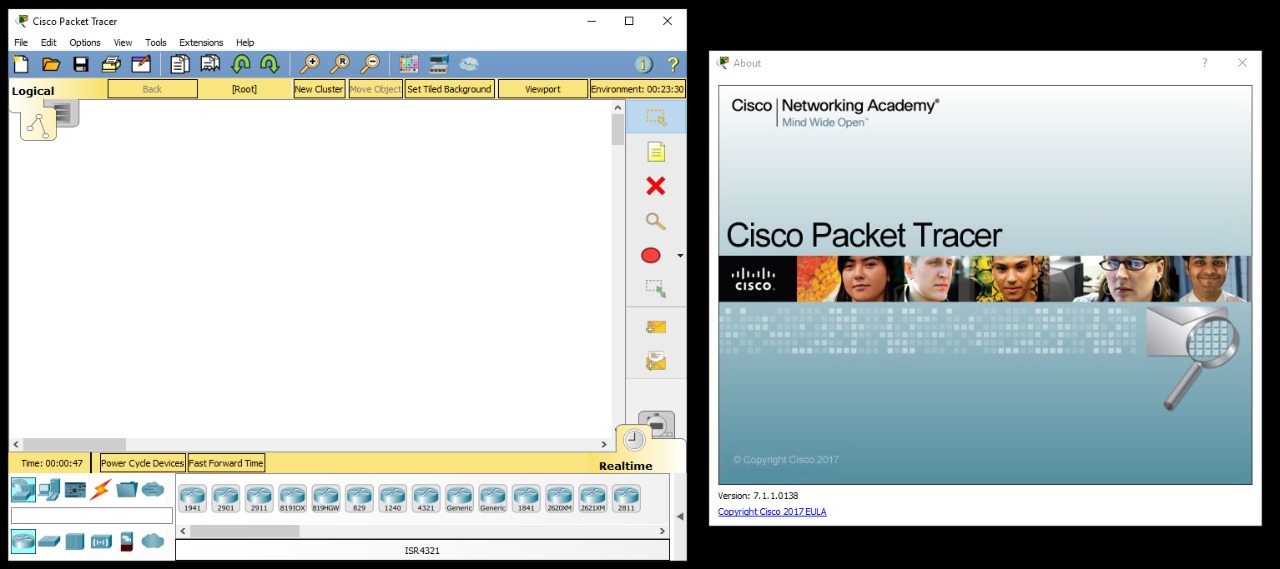 Cisco Packet Tracer
File Edit Options View Tools Extensions Help
Logical Back [Root] New Cluster Move Object Set Tiled Background Viewport Environment: 00:23:30
Time: 00:00:47 Power Cycle Devices Fast Forward Time Realtime
1941 2901 2911 819IOX 819HGW 829 1240 4321 Generic Generic 1841 2620XM 2621XM 2811
ISR4321
About
Cisco Networking Academy®
Mind Wide Open™
Cisco Packet Tracer
CISCO.
© Copyright Cisco 2017
Version: 7.1.1.0138
Copyright Cisco 2017 EULA